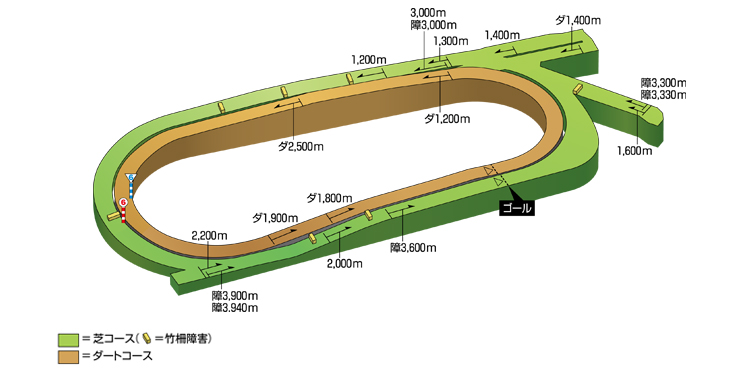 3,000m
障3,000m
1,300m
1,400m
ダ1,400m
1,200m
障3,300m
障3,330m
ダ1,200m
ダ2,500m
1,600m
6
6
ダ1,800m
ダ1,900m
ゴール
2,200m
2,000m
障3,600m
障3,900m
障3.940m
=芝コース( =竹柵障害)
=ダートコース